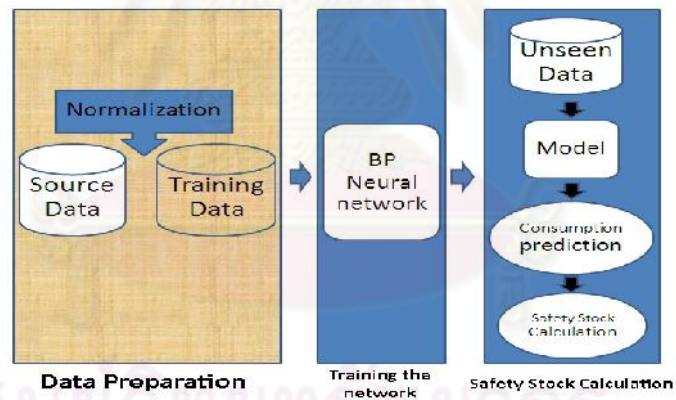 Normalization
Source
Data
Training
Data
Data Preparation
BP
Neural
network
Training the
network
Unseen
Data
Model
Consumption
prediction
Safety Stock
Calculation
Safety Stock Calculation